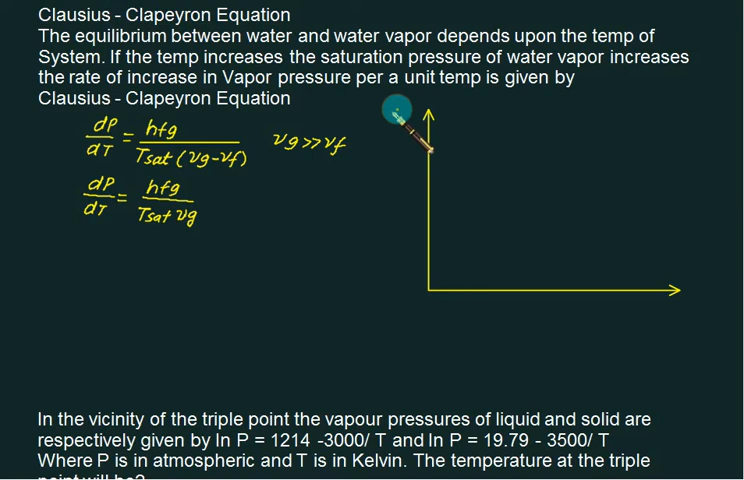 Clausius - Clapeyron Equation
The equilibrium between water and water vapor depends upon the temp of
System. If the temp increases the saturation pressure of water vapor increases
the rate of increase in Vapor pressure per a unit temp is given by
Clausius - Clapeyron Equation
dP/dT = hfg/Tsat (vg-vf) vg>>vf
dP/dT = hfg/Tsat vg
In the vicinity of the triple point the vapour pressures of liquid and solid are
respectively given by ln P = 1214 -3000/ T and ln P = 19.79 - 3500/ T
Where P is in atmospheric and T is in Kelvin. The temperature at the triple
point will be?